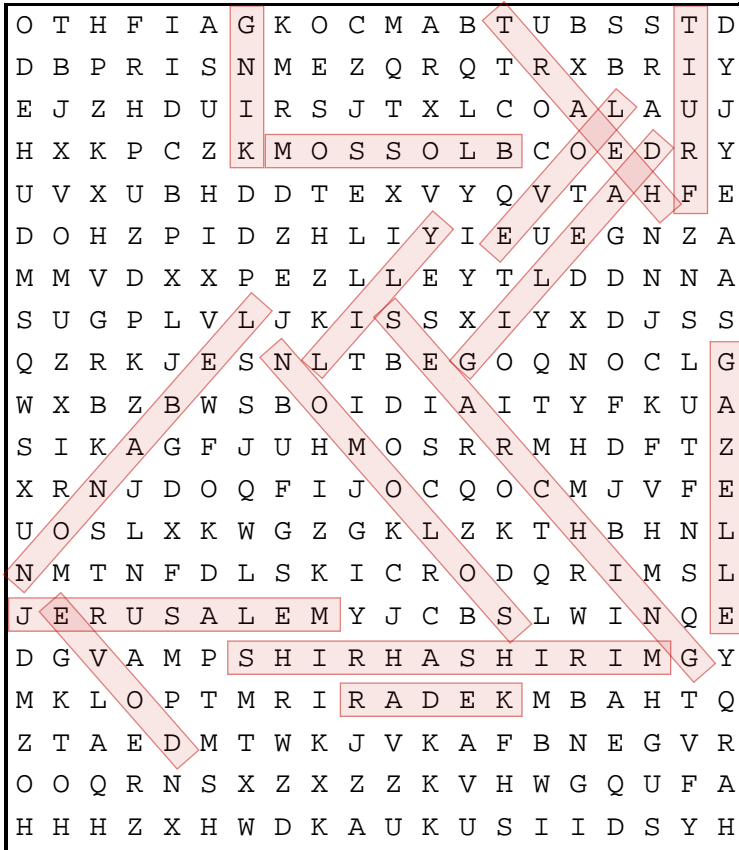 O T H F I A G K O C M A B T U B S S T D
D B P R I S N M E Z Q R Q T R X B R I Y
E J Z H D U I R S J T X L C O A L A U J
H X K P C Z K M O S S O L B C O E D R Y
U V X U B H D D T E X V Y Q V T A H F E
D O H Z P I D Z H L I Y I E U E G N Z A
M M V D X X P E Z L L E Y T L D D N N A
S U G P L V L J K I S S X I Y X D J S S
Q Z R K J E S N L T B E G O Q N O C L G
W X B Z B W S B O I D I A I T Y F K U A
S I K A G F J U H M O S R R M H D F T Z
X R N J D O Q F I J O C Q O C M J V F E
U O S L X K W G Z G K L Z K T H B H N L
N M T N F D L S K I C R O D Q R I M S L
J E R U S A L E M Y J C B S L W I N Q E
D G V A M P S H I R H A S H I R I M G Y
M K L O P T M R I R A D E K M B A H T Q
Z T A E D M T W K J V K A F B N E G V R
O O Q R N S X Z X Z Z K V H W G Q U F A
H H H Z X H W D K A U K U S I I D S Y H